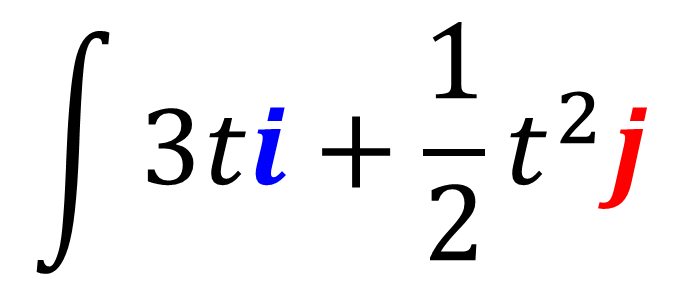 ∫ 3t𝒊 + 1/2 t²𝒋